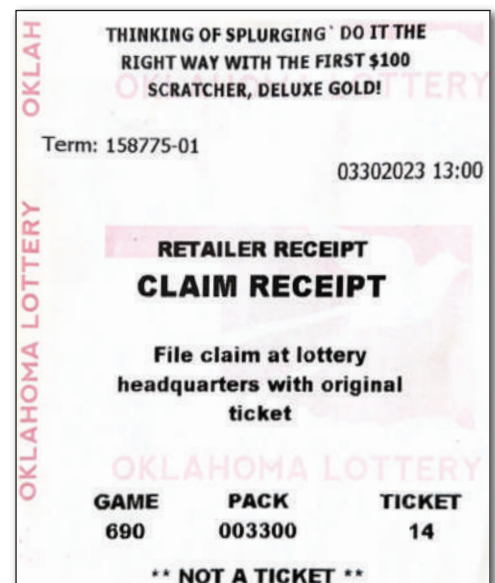 THINKING OF SPLURGING` DO IT THE
RIGHT WAY WITH THE FIRST $100
SCRATCHER, DELUXE GOLD!
OKLAHOMA LOTTERY
Term: 158775-01
03302023 13:00
RETAILER RECEIPT
CLAIM RECEIPT
File claim at lottery
headquarters with original
ticket
OKLAHOMA LOTTERY
GAME PACK TICKET
690 003300 14
** NOT A TICKET **
OKLAH
OKLAHOMA LOTTERY